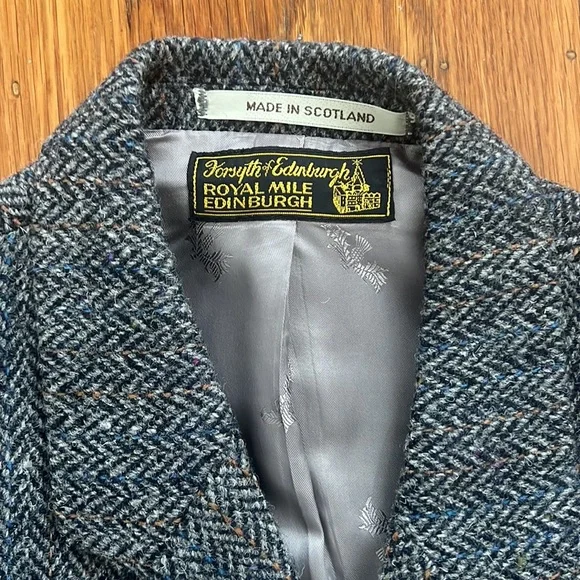 MADE IN SCOTLAND
Forsyth of Edinburgh
ROYAL MILE
EDINBURGH